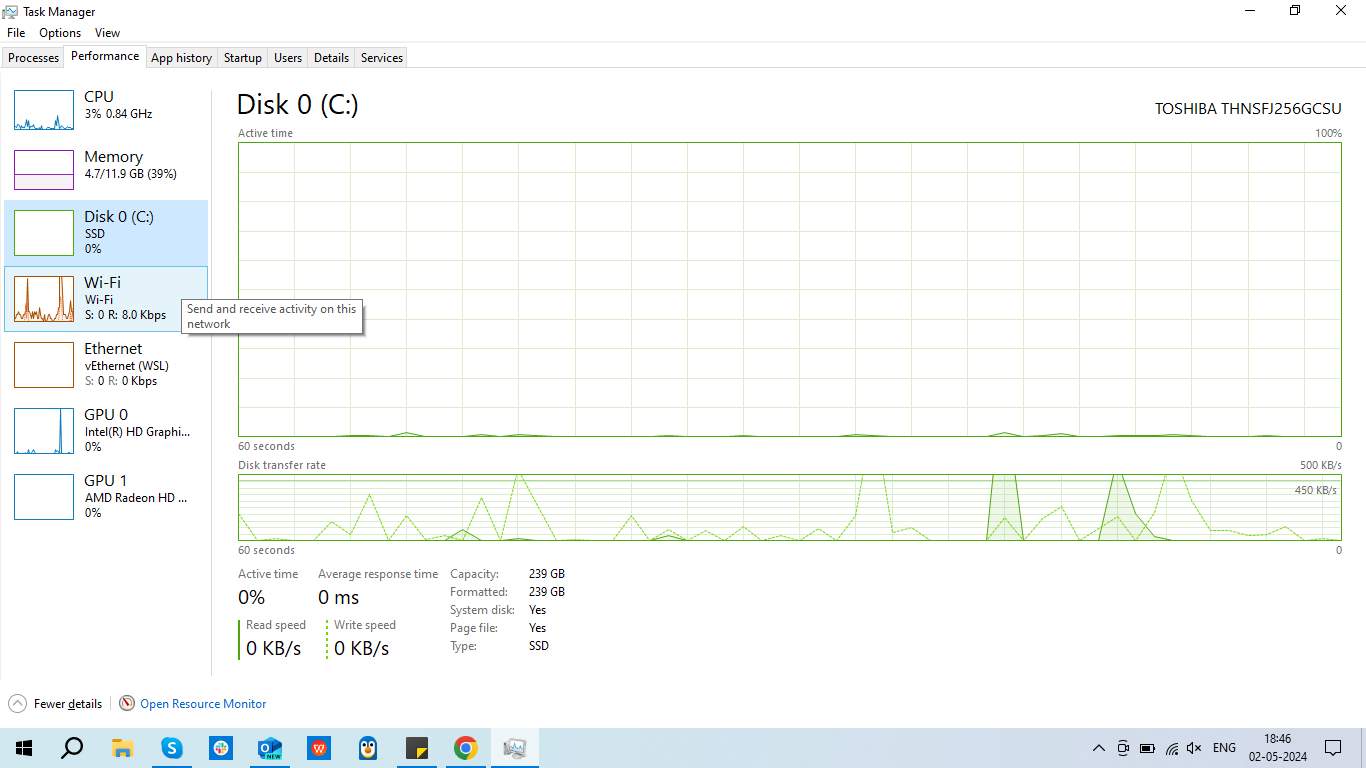 Task Manager
File Options View
Processes Performance App history Startup Users Details Services
CPU
3% 0.84 GHz
Memory
4.7/11.9 GB (39%)
Disk 0 (C:)
SSD
0%
Wi-Fi
Wi-Fi
S: 0 R: 8.0 Kbps
Send and receive activity on this
network
Ethernet
vEthernet (WSL)
S: 0 R: 0 Kbps
GPU 0
Intel(R) HD Graphi...
0%
GPU 1
AMD Radeon HD ...
0%
Disk 0 (C:)
TOSHIBA THNSFJ256GCSU
Active time 100%
60 seconds 0
Disk transfer rate 500 KB/s
450 KB/s
60 seconds 0
Active time Average response time
0% 0 ms
Read speed Write speed
0 KB/s 0 KB/s
Capacity: 239 GB
Formatted: 239 GB
System disk: Yes
Page file: Yes
Type: SSD
Fewer details Open Resource Monitor
NEW
ENG
18:46
02-05-2024